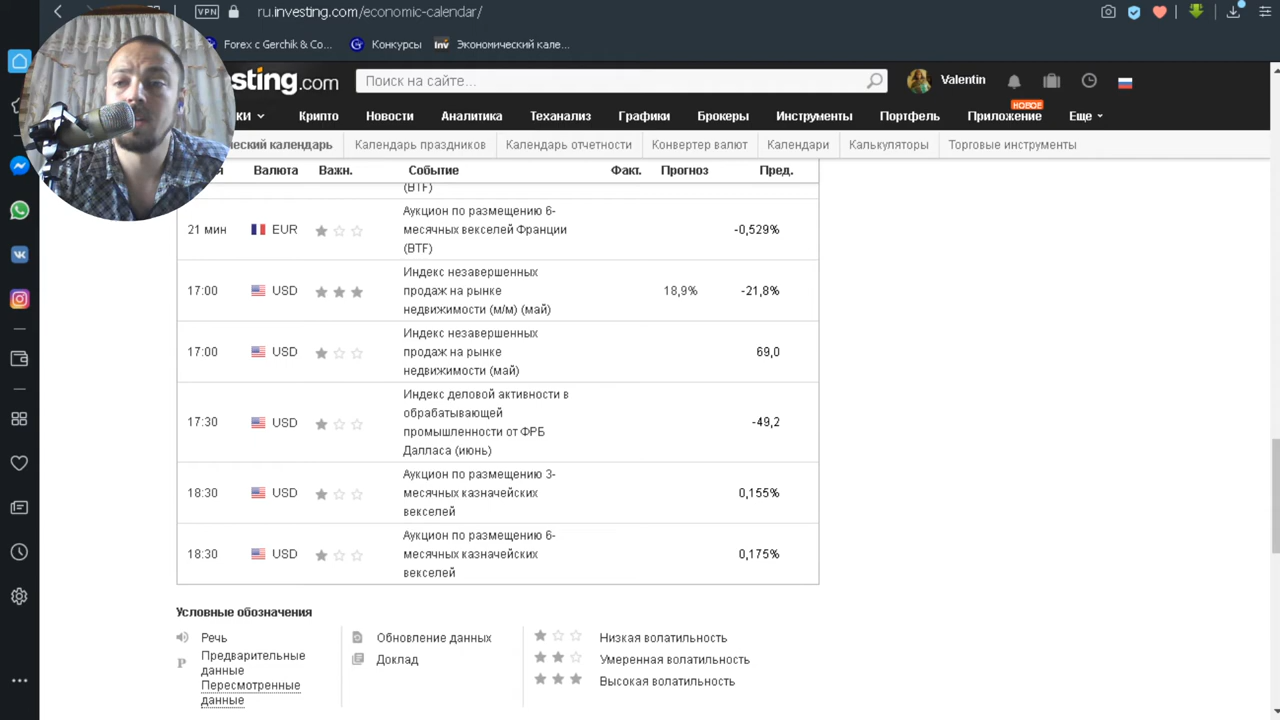 VPN ru.investing.com/economic-calendar/
Forex с Gerchik & Co... Конкурсы Inv Экономический кале...
sting.com Поиск на сайте... Valentin
НОВОЕ
КИ Крипто Новости Аналитика Теханализ Графики Брокеры Инструменты Портфель Приложение Еще
ческий календарь Календарь праздников Календарь отчетности Конвертер валют Календари Калькуляторы Торговые инструменты
Валюта Важн. Событие Факт. Прогноз Пред.
(BTF)
Аукцион по размещению 6-
21 мин EUR месячных векселей Франции -0,529%
(BTF)
Индекс незавершенных
17:00 USD продаж на рынке 18,9% -21,8%
недвижимости (м/м) (май)
Индекс незавершенных
17:00 USD продаж на рынке 69,0
недвижимости (май)
Индекс деловой активности в
обрабатывающей
17:30 USD промышленности от ФРБ -49,2
Далласа (июнь)
Аукцион по размещению 3-
18:30 USD месячных казначейских 0,155%
векселей
Аукцион по размещению 6-
18:30 USD месячных казначейских 0,175%
векселей
Условные обозначения
Речь Обновление данных Низкая волатильность
P Предварительные Доклад Умеренная волатильность
данные
Пересмотренные Высокая волатильность
данные